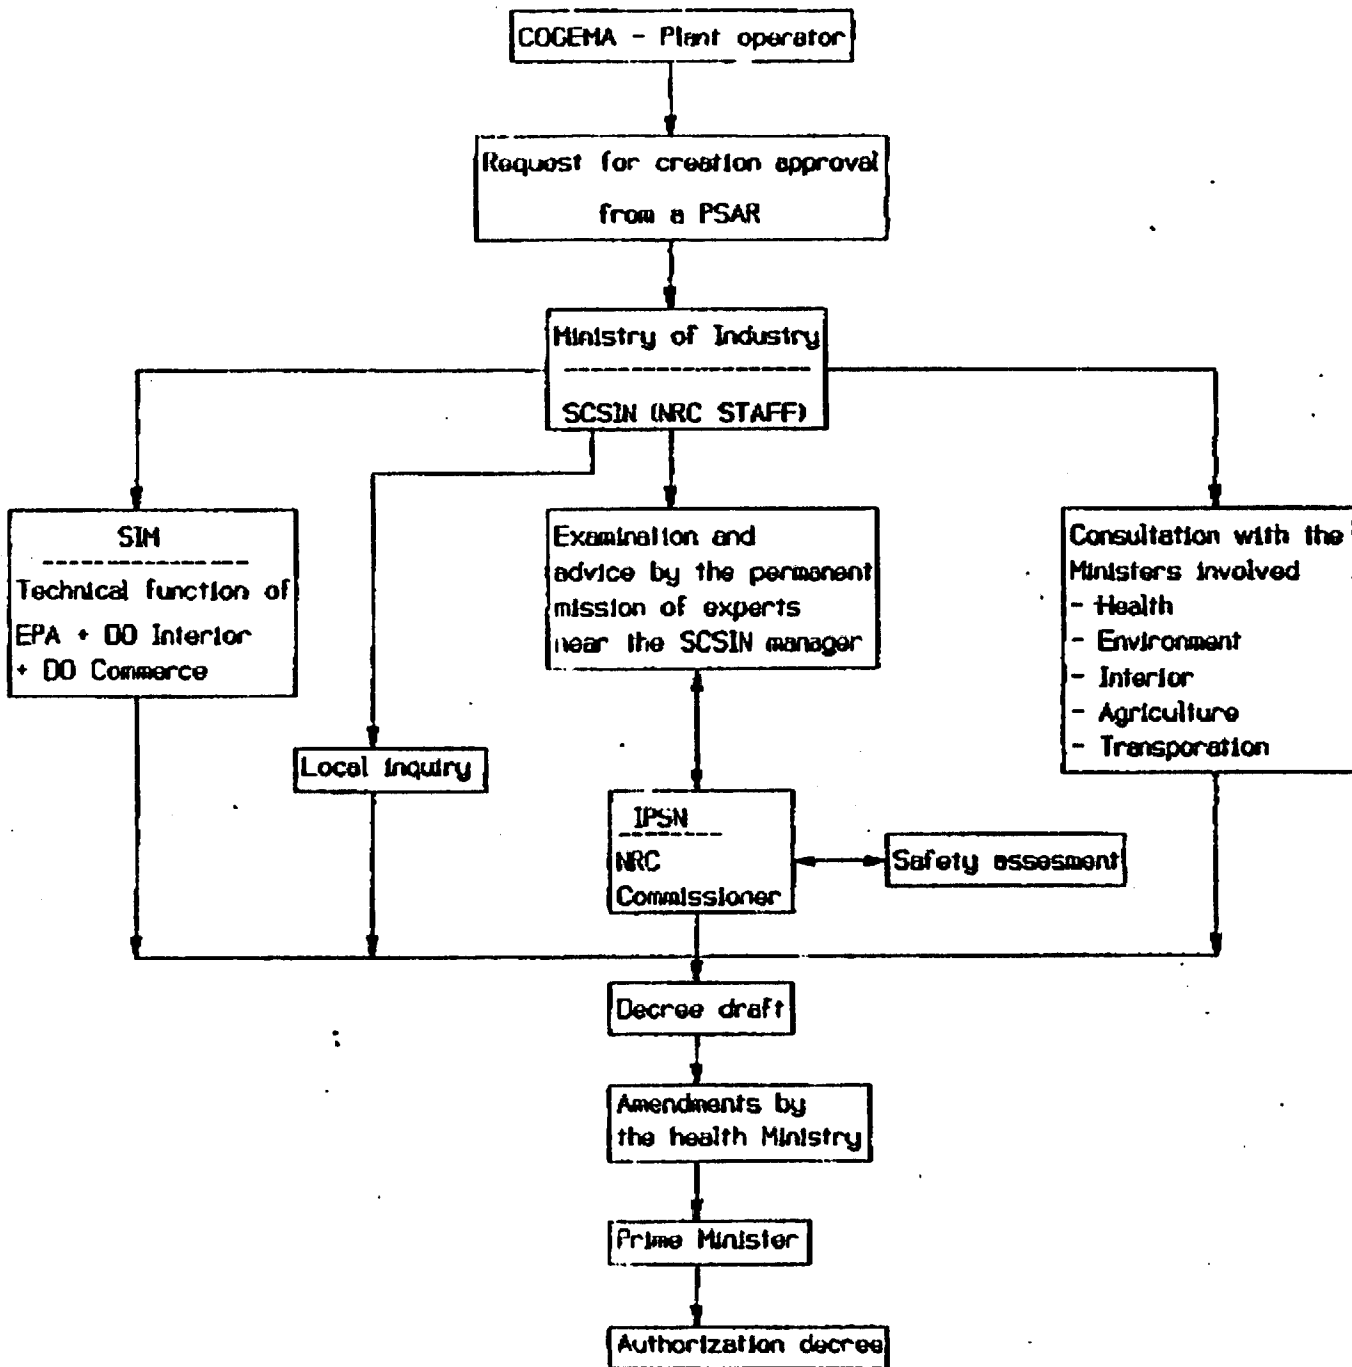 COGEMA - Plant operator
Request for creation approval
from a PSAR
Ministry of Industry
SCSIN (NRC STAFF)
SIM
Technical function of
EPA + DO Interior
+ DO Commerce
Local inquiry
Examination and
advice by the permanent
mission of experts
near the SCSIN manager
Consultation with the
Ministers involved
- Health
- Environment
- Interior
- Agriculture
- Transporation
IPSN
NRC
Commissioner
Safety assesment
Decree draft
Amendments by
the health Ministry
Prime Minister
Authorization decree